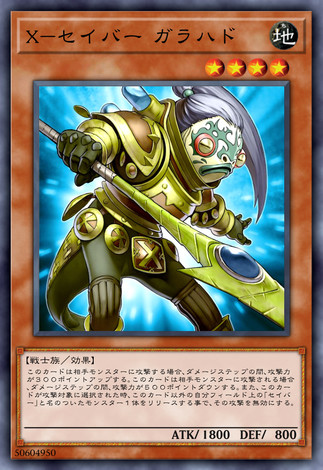 X－セイバー ガラハド
地
【戦士族／効果】
このカードは相手モンスターに攻撃する場合、ダメージステップの間、攻撃
力が３００ポイントアップする。このカードは相手モンスターに攻撃される場合、
ダメージステップの間、攻撃力が５００ポイントダウンする。また、このカー
ドが攻撃対象に選択された時、このカード以外の自分フィールド上の「セイバ
ー」と名のついたモンスター１体をリリースする事で、その攻撃を無効にする。
ATK/ 1800 DEF/ 800
50604950